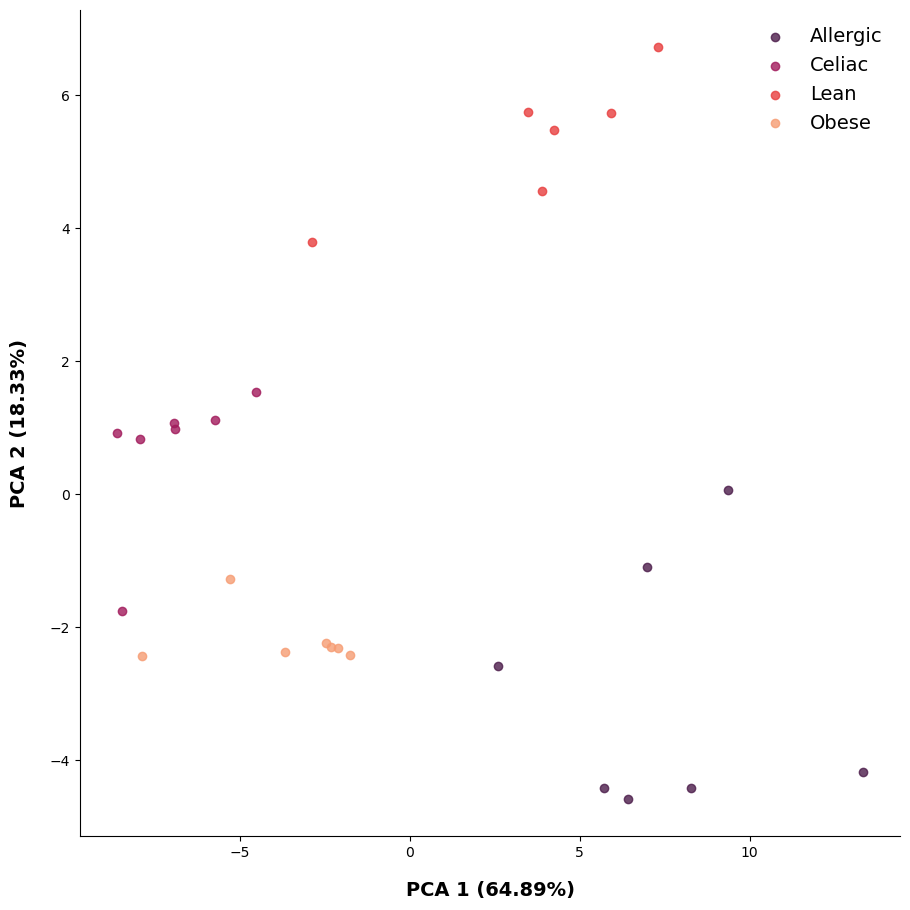 Allergic
Celiac
Lean
Obese
6
4
2
0
−2
−4
PCA 2 (18.33%)
−5
0
5
10
PCA 1 (64.89%)